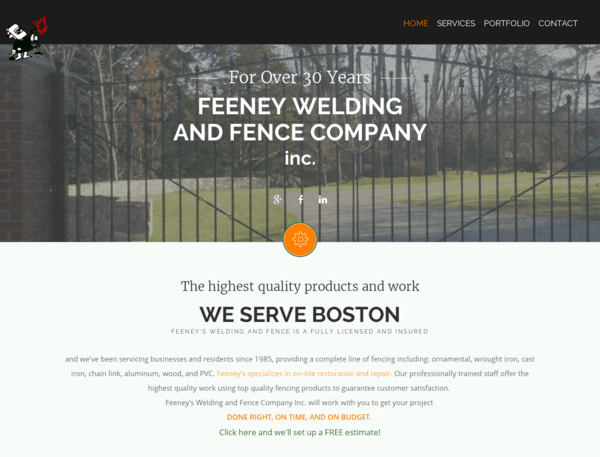 HOME SERVICES PORTFOLIO CONTACT
For Over 30 Years
FEENEY WELDING
AND FENCE COMPANY
inc.
The highest quality products and work
WE SERVE BOSTON
FEENEY'S WELDING AND FENCE IS A FULLY LICENSED AND INSURED
and we've been servicing businesses and residents since 1985, providing a complete line of fencing including: ornamental, wrought iron, cast
iron, chain link, aluminum, wood, and PVC. Feeney's specializes in on-site restoration and repair. Our professionally trained staff offer the
highest quality work using top quality fencing products to guarantee customer satisfaction.
Feeney's Welding and Fence Company Inc. will work with you to get your project
DONE RIGHT, ON TIME, AND ON BUDGET.
Click here and we'll set up a FREE estimate!